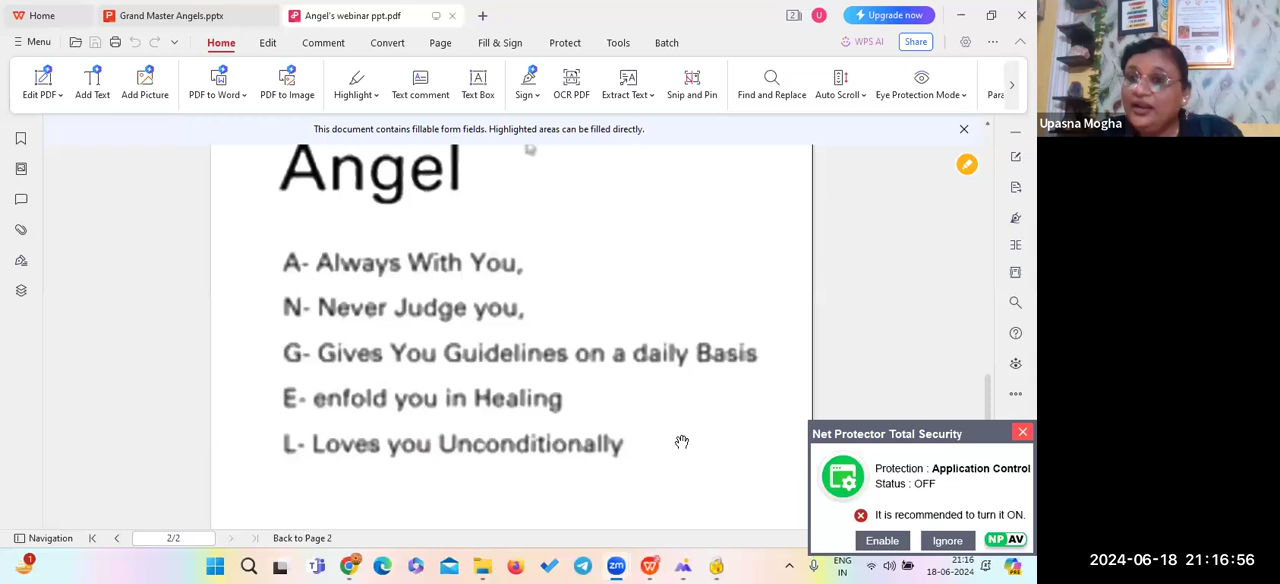 Home
Grand Master Angels.pptx
Angel's webinar ppt.pdf
2
U
Upgrade now
Menu
Home
Edit
Comment
Convert
Page
Fill & Sign
Protect
Tools
Batch
WPS AI
Share
Edit PDF
Add Text
Add Picture
PDF to Word
PDF to Image
Highlight
Text comment
Text Box
Sign
OCR PDF
Extract Text
Snip and Pin
Find and Replace
Auto Scroll
Eye Protection Mode
Para
This document contains fillable form fields. Highlighted areas can be filled directly.
Upasna Mogha
Angel
A- Always With You,
N- Never Judge you,
G- Gives You Guidelines on a daily Basis
E- enfold you in Healing
L- Loves you Unconditionally
Net Protector Total Security
Protection : Application Control
Status : OFF
It is recommended to turn it ON.
Enable
Ignore
NP AV
Navigation
2/2
Back to Page 2
1
zm
ENG
IN
21:16
18-06-2024
PRE
2024-06-18 21:16:56